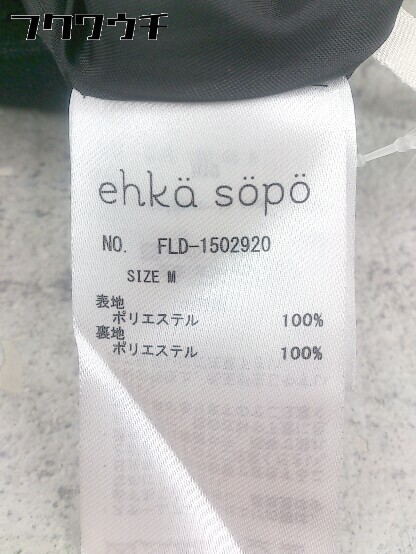 フクウクチ
ehkä söpö
NO. FLD-1502920
SIZE M
表地
ポリエステル 100%
裏地
ポリエステル 100%